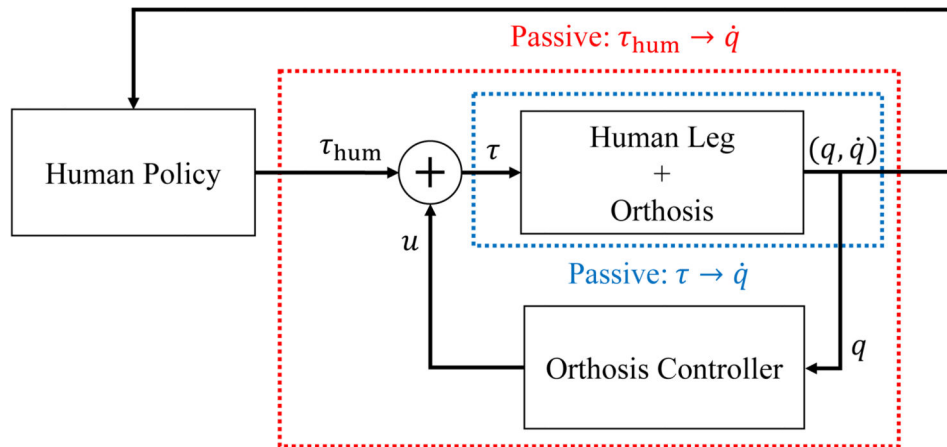 Passive: τ_hum → q̇
Human Policy
τ_hum
+
τ
Human Leg
+
Orthosis
(q, q̇)
u
Passive: τ → q̇
Orthosis Controller
q